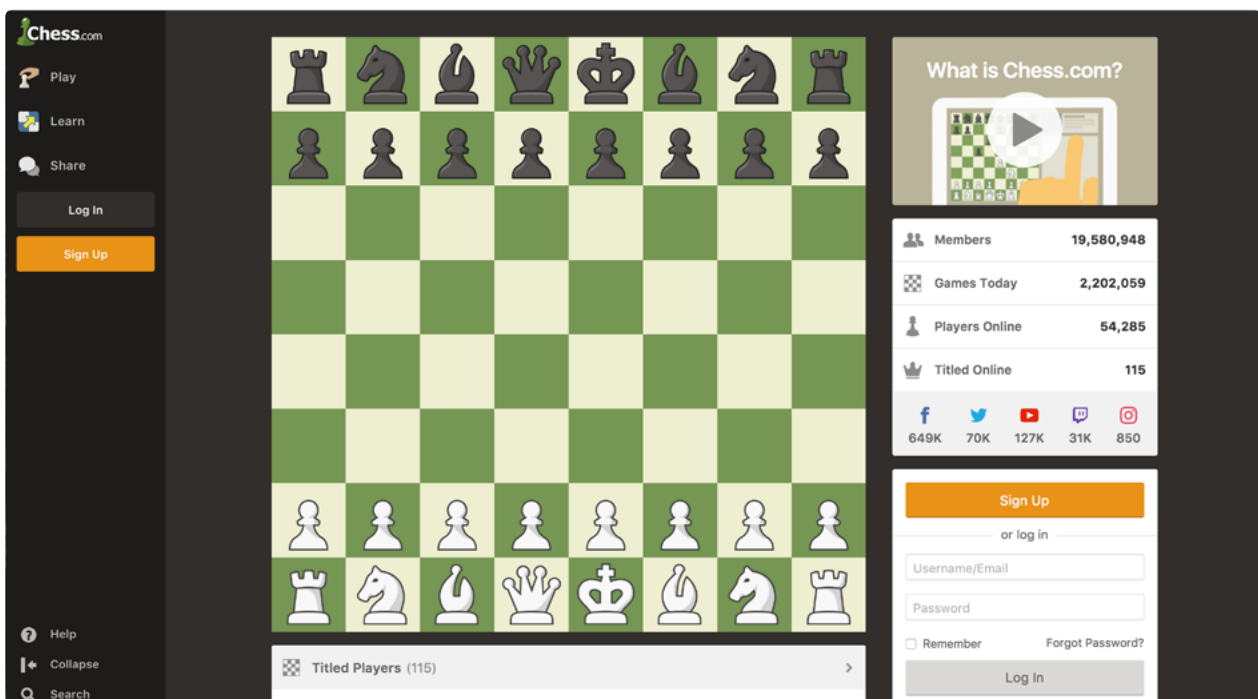 Chess.com
Play
Learn
Share
Log In
Sign Up
Help
Collapse
Search
Titled Players (115)
What is Chess.com?
Members 19,580,948
Games Today 2,202,059
Players Online 54,285
Titled Online 115
649K 70K 127K 31K 850
Sign Up
or log in
Username/Email
Password
Remember Forgot Password?
Log In